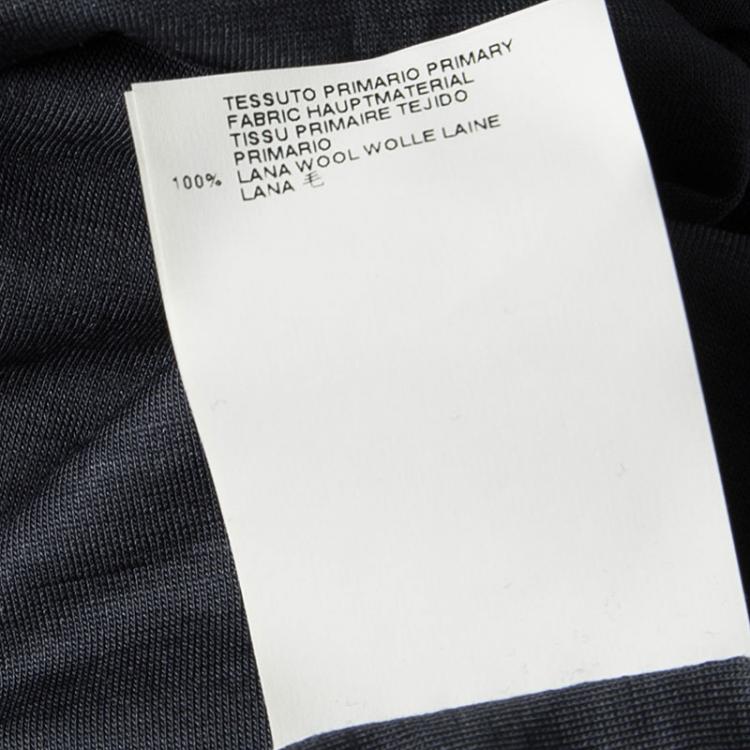 TESSUTO PRIMARIO PRIMARY
FABRIC HAUPTMATERIAL
TISSU PRIMAIRE TEJIDO
PRIMARIO
100% LANA WOOL WOLLE LAINE
LANA 毛